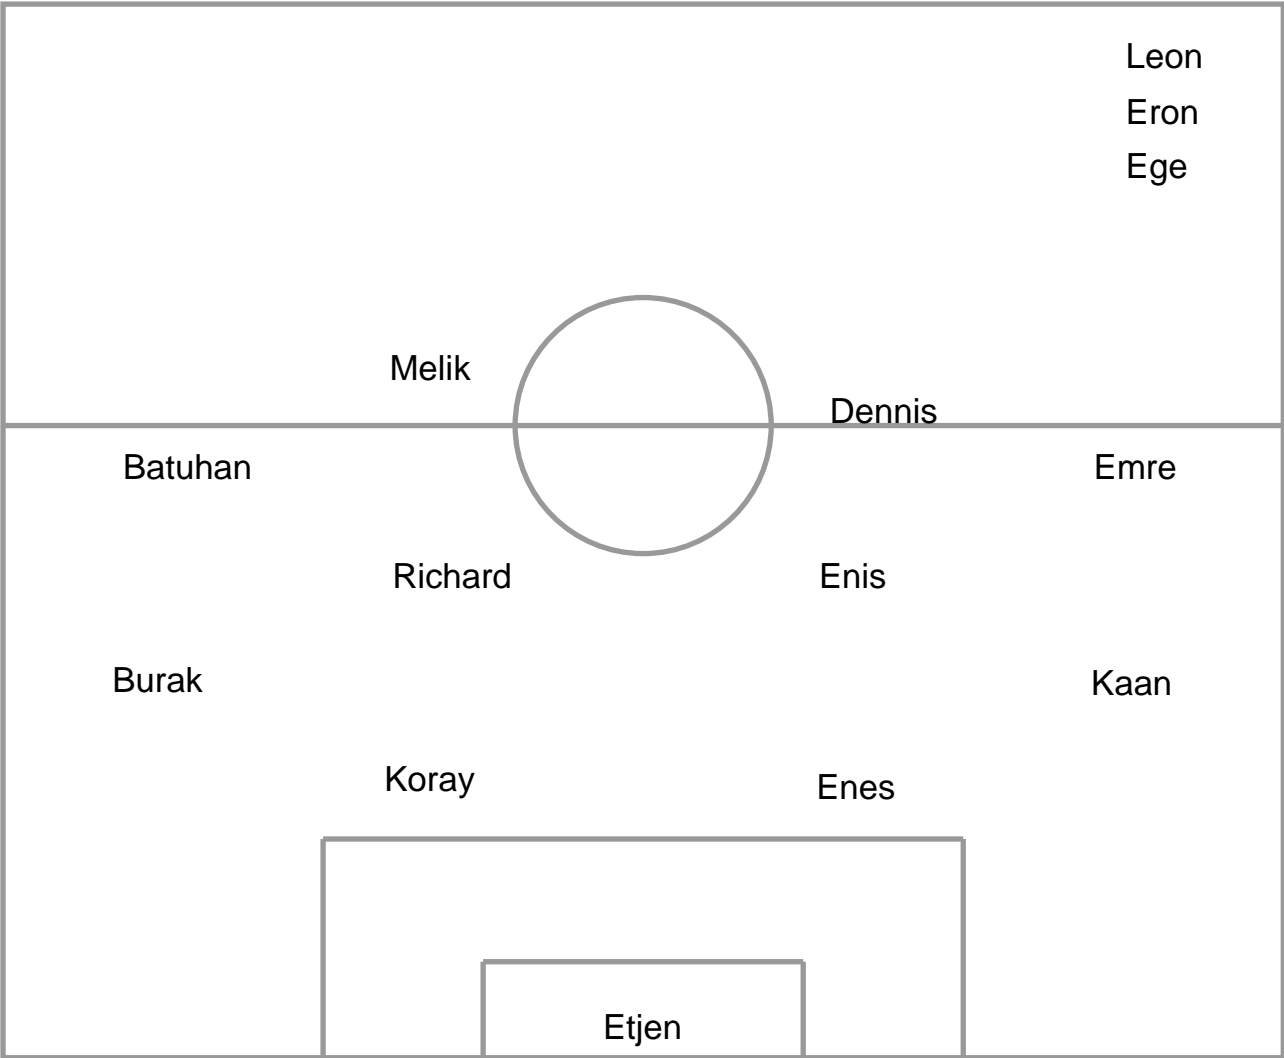 Leon
Eron
Ege
Melik
Dennis
Batuhan
Emre
Richard
Enis
Burak
Kaan
Koray
Enes
Etjen